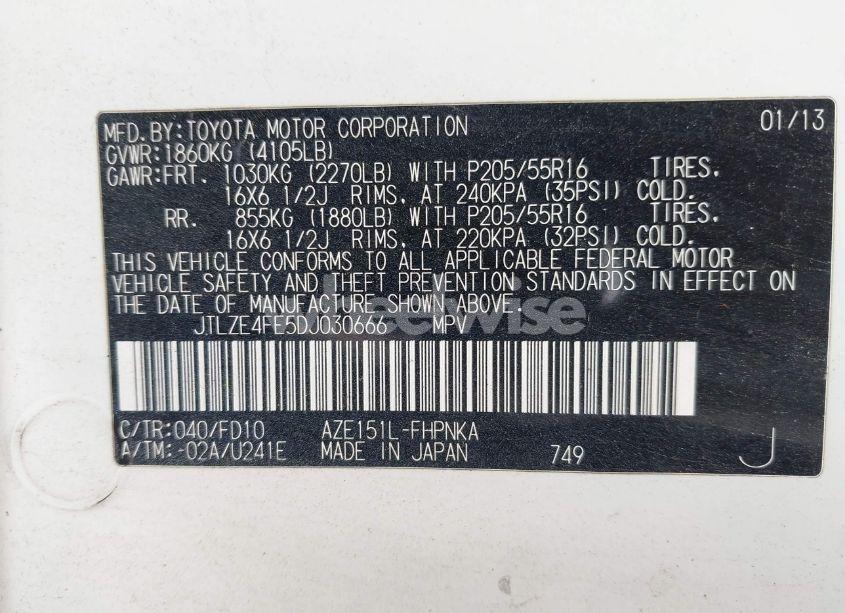 MFD.BY:TOYOTA MOTOR CORPORATION 01/13
GVWR:1860KG (4105LB)
GAWR:FRT. 1030KG (2270LB) WITH P205/55R16 TIRES.
16X6 1/2J RIMS, AT 240KPA (35PSI) COLD.
RR. 855KG (1880LB) WITH P205/55R16 TIRES.
16X6 1/2J RIMS, AT 220KPA (32PSI) COLD.
THIS VEHICLE CONFORMS TO ALL APPLICABLE FEDERAL MOTOR
VEHICLE SAFETY AND THEFT PREVENTION STANDARDS IN EFFECT ON
THE DATE OF MANUFACTURE SHOWN ABOVE.
JTLZE4FE5DJ030666 MPV
C/TR:040/FD10 AZE151L-FHPNKA
A/TM:-02A/U241E MADE IN JAPAN 749 J